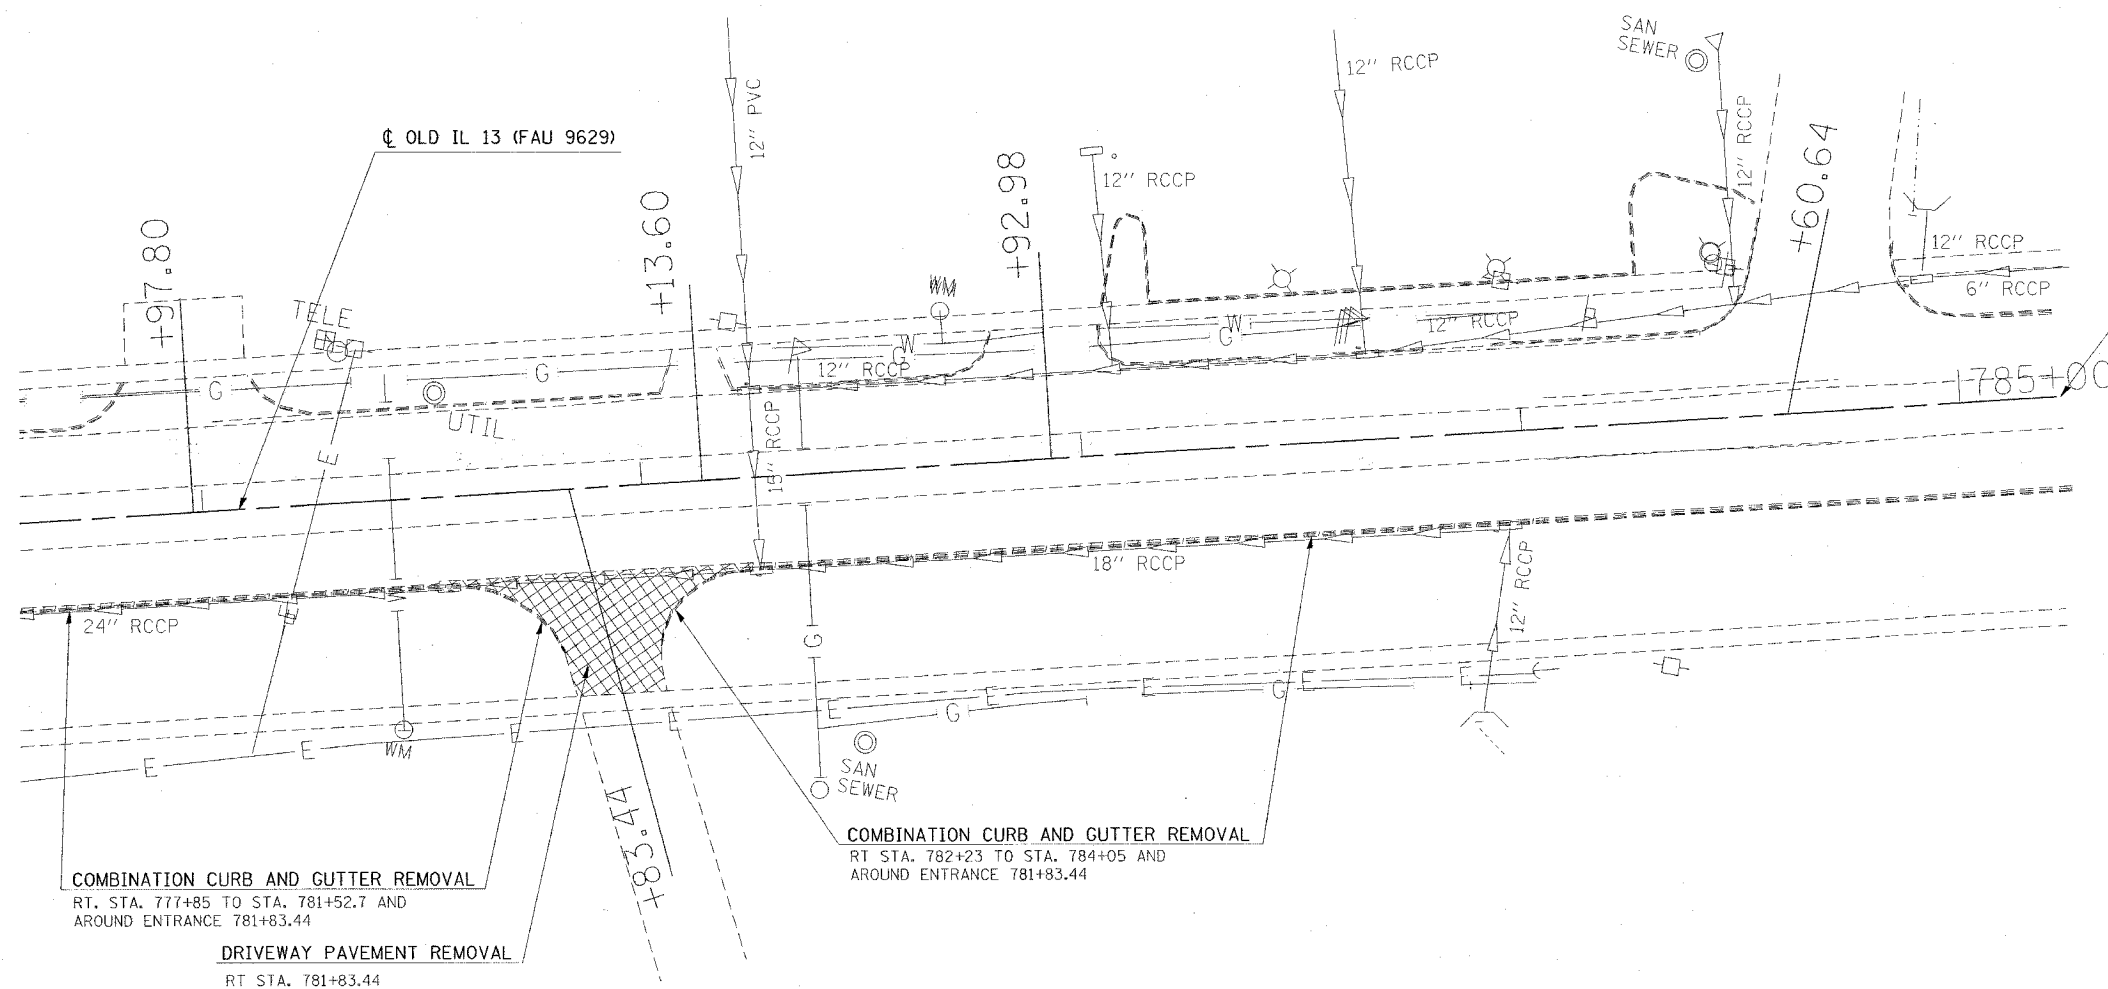 SAN
SEWER
12" RCCP
12" PVC
12" RCCP
℄ OLD IL 13 (FAU 9629)
+97.80
+13.60
+92.98
12" RCCP
+60.64
12" RCCP
6" RCCP
TELE
WM
W
G
12" RCCP
W
G
12" RCCP
G
G
UTIL
785+00
E
15" RCCP
18" RCCP
12" RCCP
24" RCCP
W
G
E
E
E
E
E
E
E
E
E
G
G
WM
SAN
SEWER
+83.44
COMBINATION CURB AND GUTTER REMOVAL
RT STA. 782+23 TO STA. 784+05 AND
AROUND ENTRANCE 781+83.44
COMBINATION CURB AND GUTTER REMOVAL
RT. STA. 777+85 TO STA. 781+52.7 AND
AROUND ENTRANCE 781+83.44
DRIVEWAY PAVEMENT REMOVAL
RT STA. 781+83.44